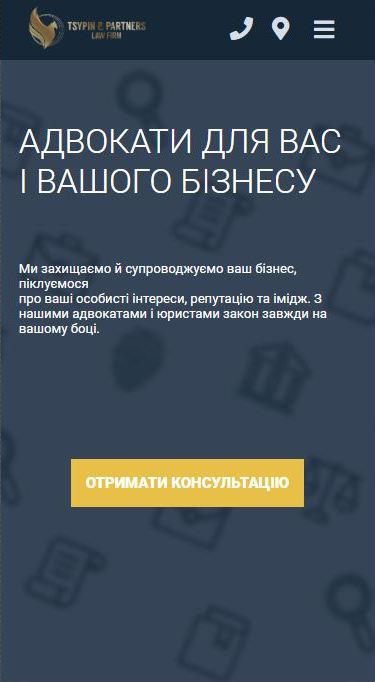 TSYPIN & PARTNERS
LAW FIRM
АДВОКАТИ ДЛЯ ВАС
І ВАШОГО БІЗНЕСУ
Ми захищаємо й супроводжуємо ваш бізнес,
піклуємося
про ваші особисті інтереси, репутацію та імідж. З
нашими адвокатами і юристами закон завжди на
вашому боці.
ОТРИМАТИ КОНСУЛЬТАЦІЮ